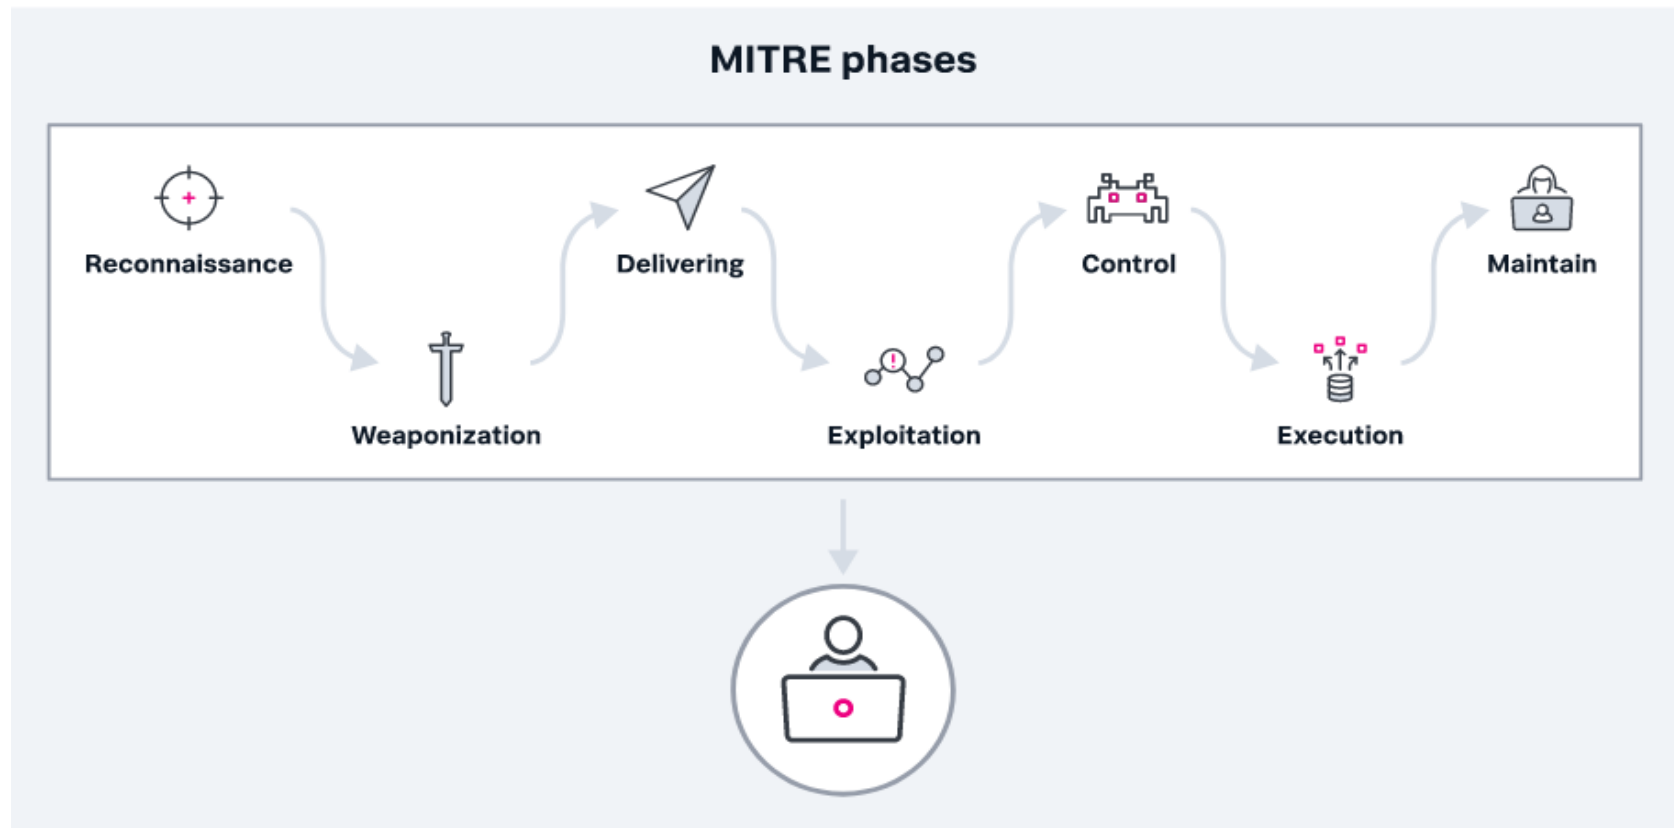 MITRE phases
Reconnaissance
Weaponization
Delivering
Exploitation
Control
Execution
Maintain